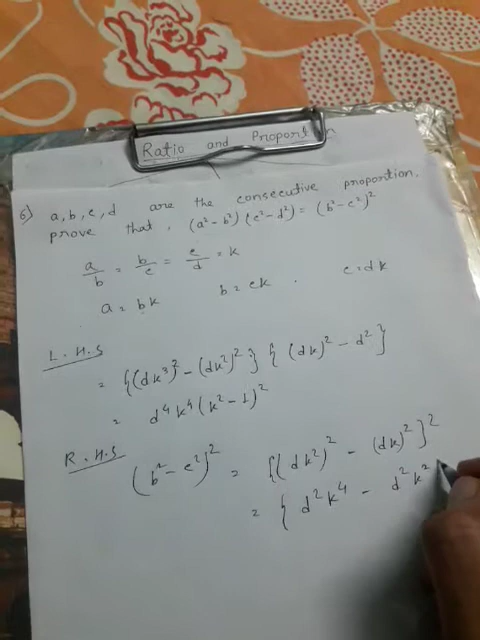 Ratio and Proportion
6) a, b, c, d are the consecutive propotion.
prove that, (a² - b²) (c² - d²) = (b² - c²)²
a/b = b/c = c/d = k
a = bk b = ck . c = dk
L.H.S
= {(dk³)² - (dk²)²} { (dk)² - d² }
= d⁴k⁴ (k² - 1)²
R.H.S
(b² - c²)² = {(dk²)² - (dk)²}²
= { d²k⁴ - d²k²